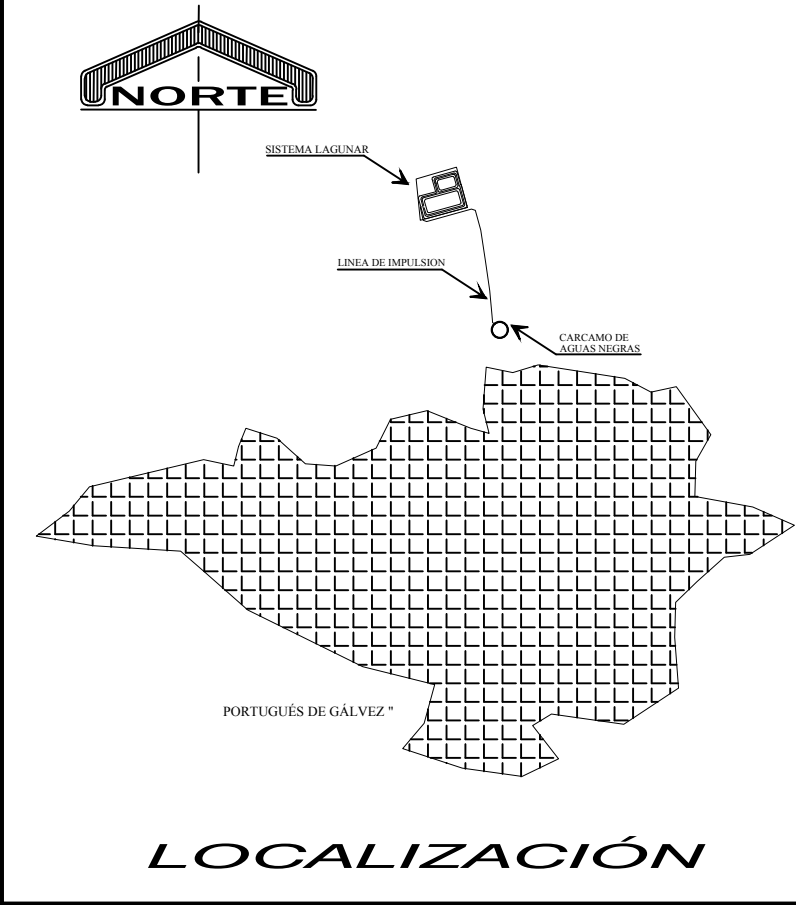 NORTE
SISTEMA LAGUNAR
LINEA DE IMPULSION
CARCAMO DE
AGUAS NEGRAS
PORTUGUÉS DE GÁLVEZ "
LOCALIZACIÓN